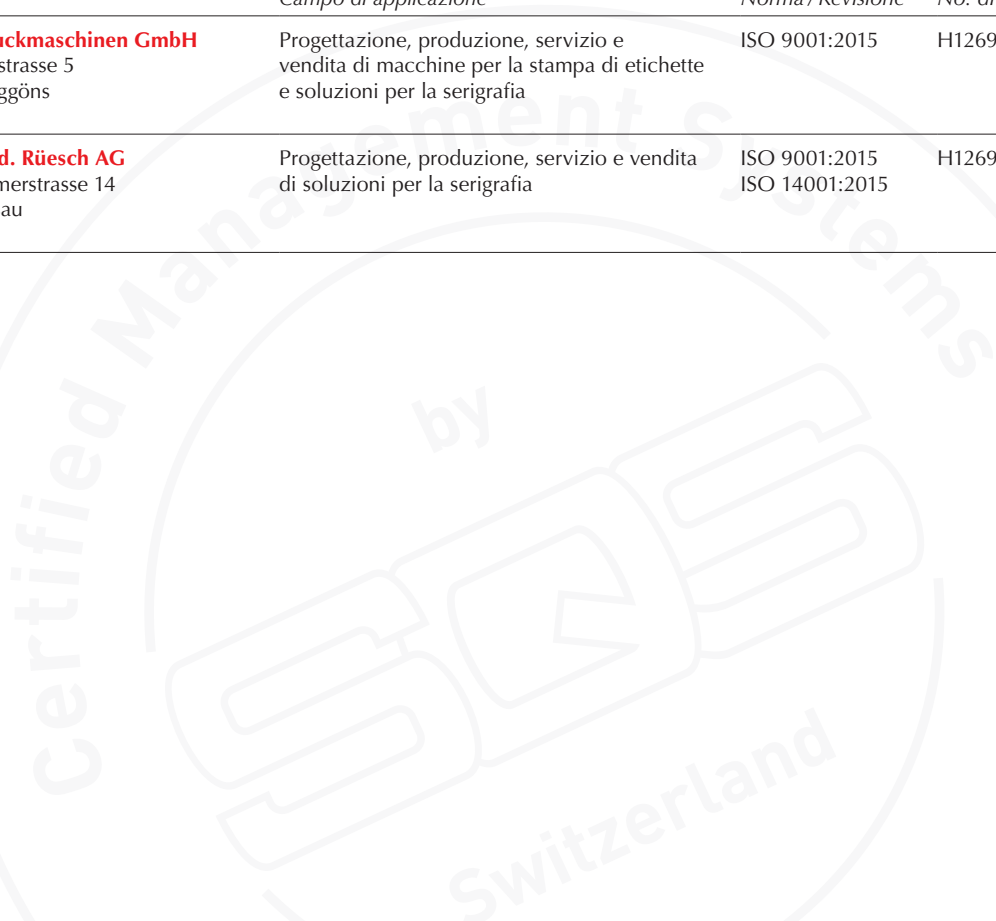 Campo di applicazione Norma / Revisione No. di
uckmaschinen GmbH Progettazione, produzione, servizio e ISO 9001:2015 H1269
strasse 5 vendita di macchine per la stampa di etichette
ggöns e soluzioni per la serigrafia
d. Rüesch AG Progettazione, produzione, servizio e vendita ISO 9001:2015 H1269
merstrasse 14 di soluzioni per la serigrafia ISO 14001:2015
au
Certified Management Systems
by
SQS
Switzerland